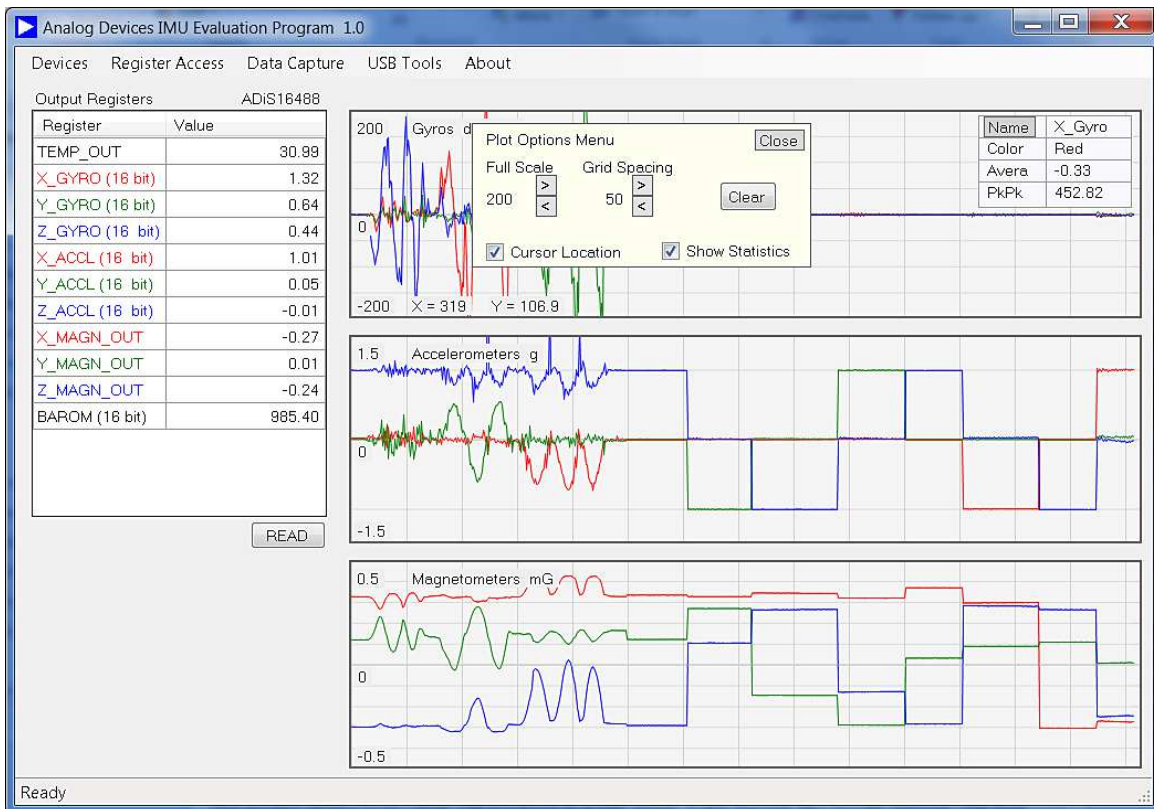 Analog Devices IMU Evaluation Program 1.0
Devices Register Access Data Capture USB Tools About
Output Registers ADiS16488
Register Value
TEMP_OUT 30.99
X_GYRO (16 bit) 1.32
Y_GYRO (16 bit) 0.64
Z_GYRO (16 bit) 0.44
X_ACCL (16 bit) 1.01
Y_ACCL (16 bit) 0.05
Z_ACCL (16 bit) -0.01
X_MAGN_OUT -0.27
Y_MAGN_OUT 0.01
Z_MAGN_OUT -0.24
BAROM (16 bit) 985.40
READ
200 Gyros d
0
-200 X = 319 Y = 106.9
Plot Options Menu Close
Full Scale Grid Spacing
200 > < 50 > < Clear
Cursor Location Show Statistics
Name X_Gyro
Color Red
Avera -0.33
PkPk 452.82
1.5 Accelerometers g
0
-1.5
0.5 Magnetometers mG
0
-0.5
Ready